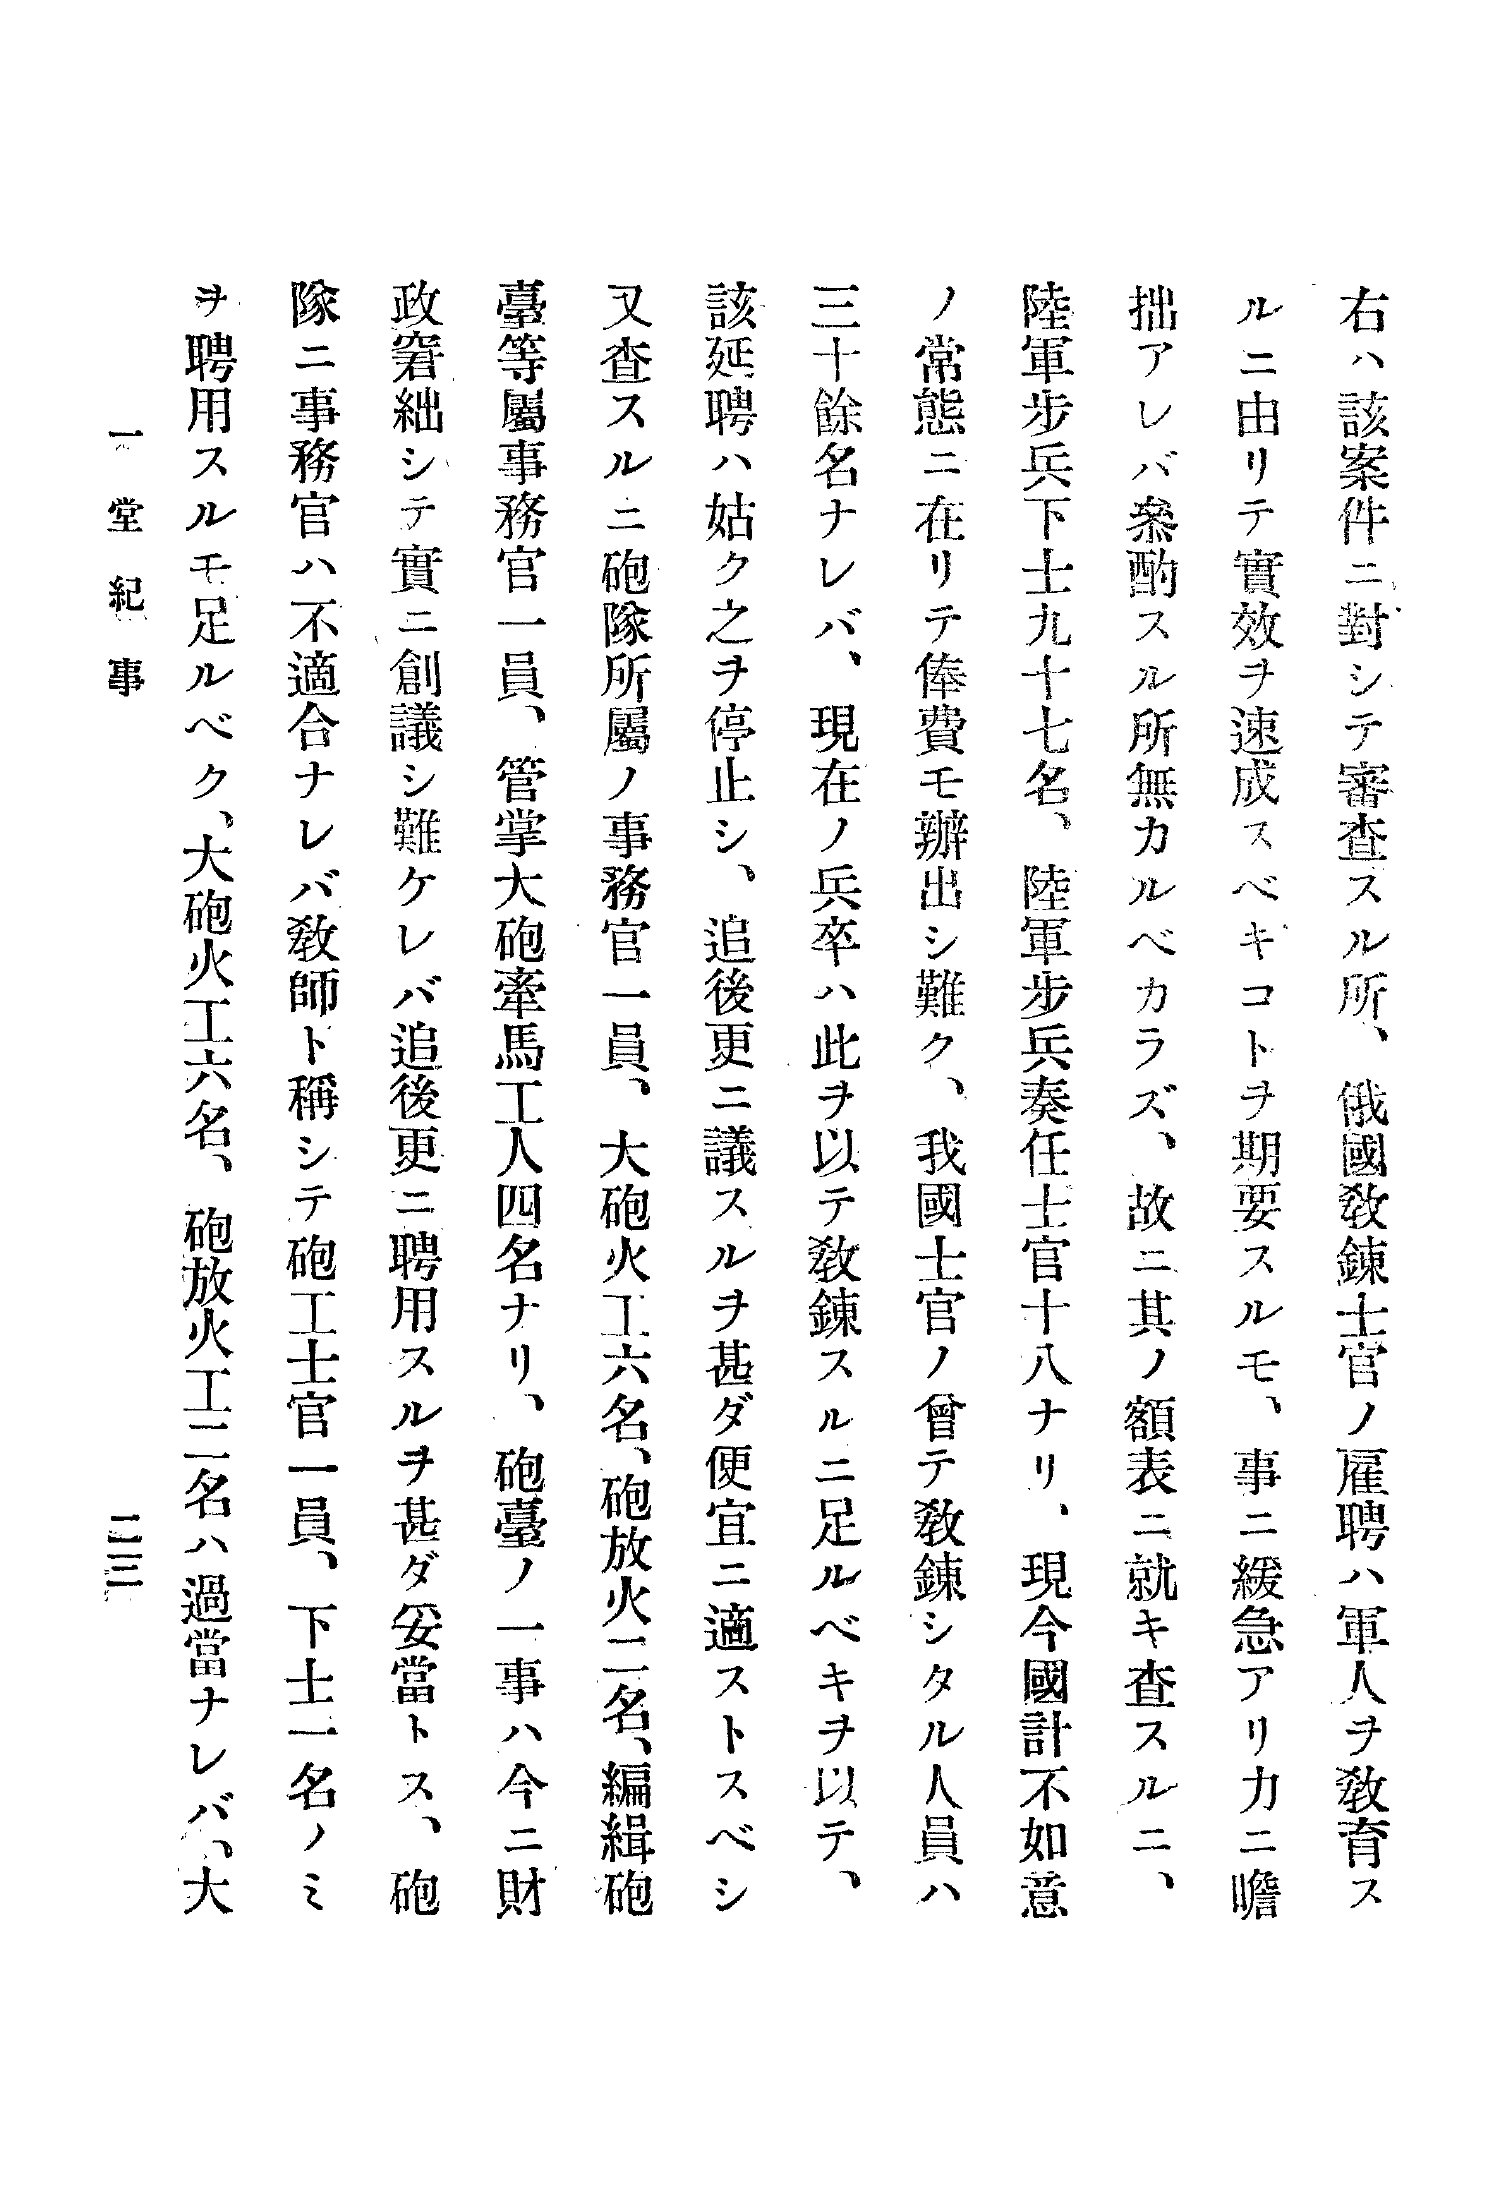 右ハ該案件ニ對シテ審査スル所、俄國敎鍊士官ノ雇聘ハ軍人ヲ敎育ス
ルニ由リテ實效ヲ速成スベキコトヲ期要スルモ、事ニ緩急アリ力ニ贍
拙アレバ叅酌スル所無カルベカラズ、故ニ其ノ額表ニ就キ査スルニ、
陸軍步兵下士九十七名、陸軍步兵奏任士官十八ナリ、現今國計不如意
ノ常態ニ在リテ俸費モ辦出シ難ク、我國士官ノ曾テ敎鍊シタル人員ハ
三十餘名ナレバ、現在ノ兵卒ハ此ヲ以テ敎鍊スルニ足ルベキヲ以テ、
該延聘ハ姑ク之ヲ停止シ、追後更ニ議スルヲ甚ダ便宜ニ適ストスベシ
又査スルニ砲隊所屬ノ事務官一員、大砲火工六名、砲放火二名、編緝砲
臺等屬事務官一員、管掌大砲牽馬工人四名ナリ、砲臺ノ一事ハ今ニ財
政窘絀シテ實ニ創議シ難ケレバ追後更ニ聘用スルヲ甚ダ妥當トス、砲
隊ニ事務官ハ不適合ナレバ敎師ト稱シテ砲工士官一員、下士一名ノミ
ヲ聘用スルモ足ルベク、大砲火工六名、砲放火工二名ハ過當ナレバ、大
一堂紀事
二三